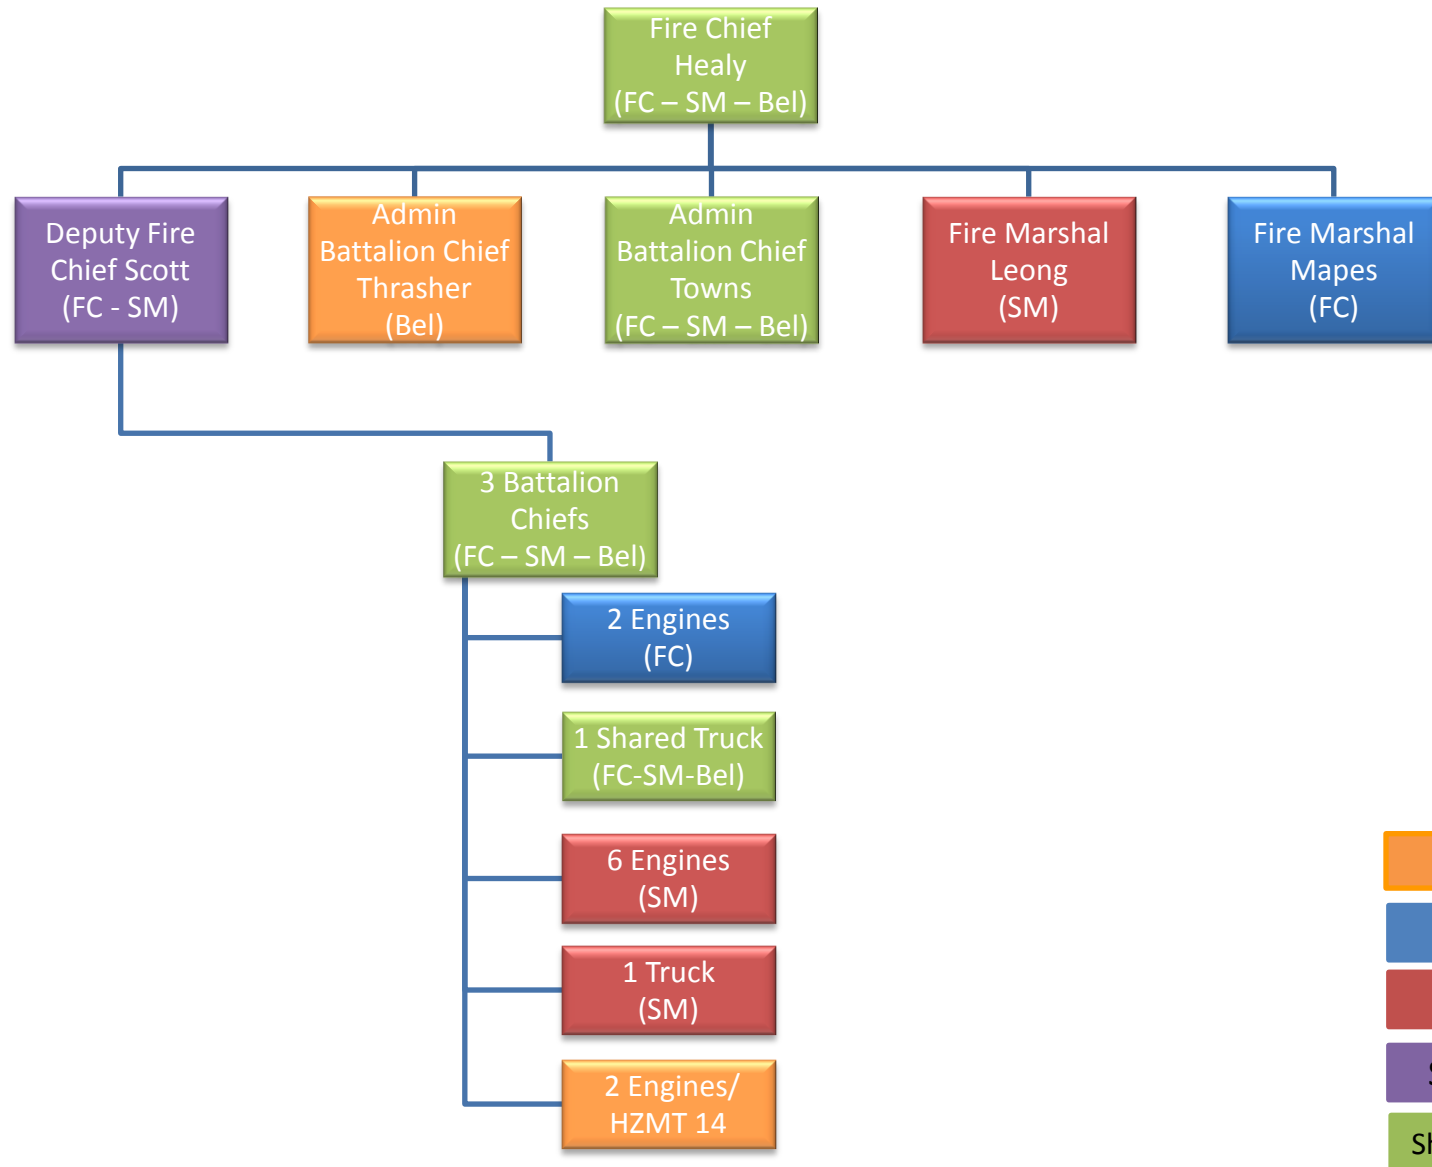 Fire Chief
Healy
(FC – SM – Bel)
Deputy Fire
Chief Scott
(FC - SM)
Admin
Battalion Chief
Thrasher
(Bel)
Admin
Battalion Chief
Towns
(FC – SM – Bel)
Fire Marshal
Leong
(SM)
Fire Marshal
Mapes
(FC)
3 Battalion
Chiefs
(FC – SM – Bel)
2 Engines
(FC)
1 Shared Truck
(FC-SM-Bel)
6 Engines
(SM)
1 Truck
(SM)
2 Engines/
HZMT 14